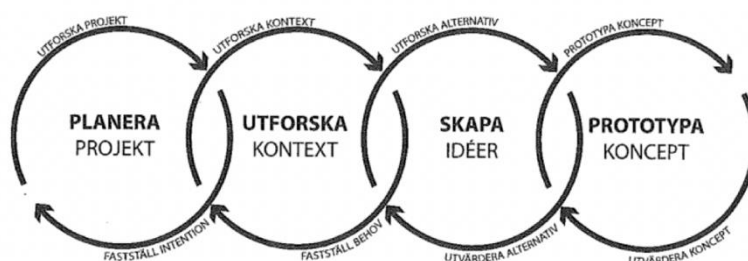 UTFORSKA PROJEKT
UTFORSKA KONTEXT
UTFORSKA ALTERNATIV
PROTOTYPA KONCEPT
PLANERA
PROJEKT
UTFORSKA
KONTEXT
SKAPA
IDÉER
PROTOTYPA
KONCEPT
FASTSTÄLL INTENTION
FASTSTÄLL BEHOV
UTVÄRDERA ALTERNATIV
UTVÄRDERA KONCEPT